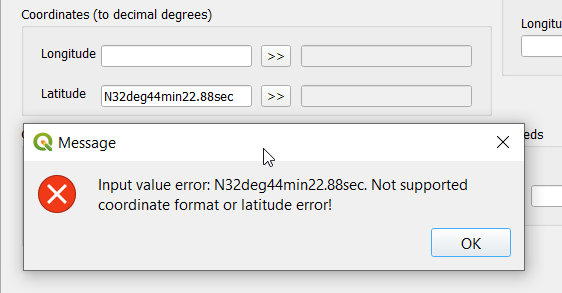 Coordinates (to decimal degrees)
Longitu
Longitude
>>
Latitude
N32deg44min22.88sec
>>
Message
eds
Input value error: N32deg44min22.88sec. Not supported
coordinate format or latitude error!
OK